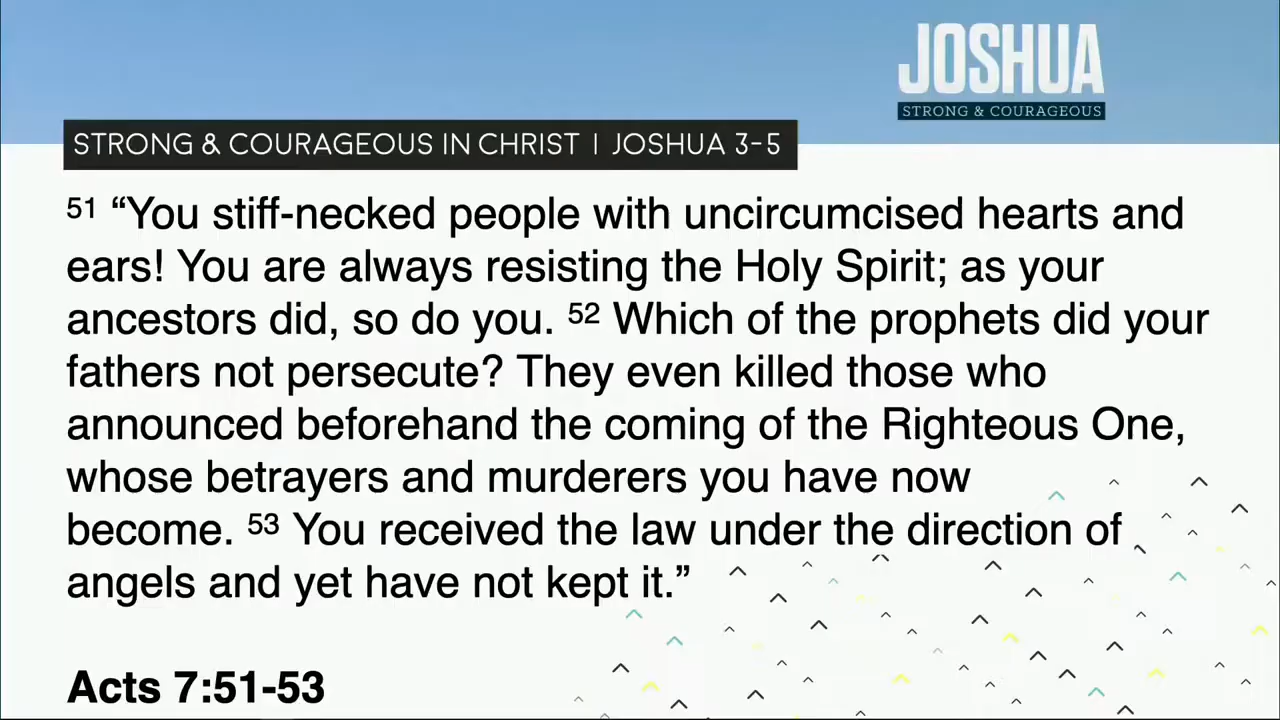 JOSHUA
STRONG & COURAGEOUS
STRONG & COURAGEOUS IN CHRIST | JOSHUA 3-5
51 “You stiff-necked people with uncircumcised hearts and
ears! You are always resisting the Holy Spirit; as your
ancestors did, so do you. 52 Which of the prophets did your
fathers not persecute? They even killed those who
announced beforehand the coming of the Righteous One,
whose betrayers and murderers you have now
become. 53 You received the law under the direction of
angels and yet have not kept it.”
Acts 7:51-53